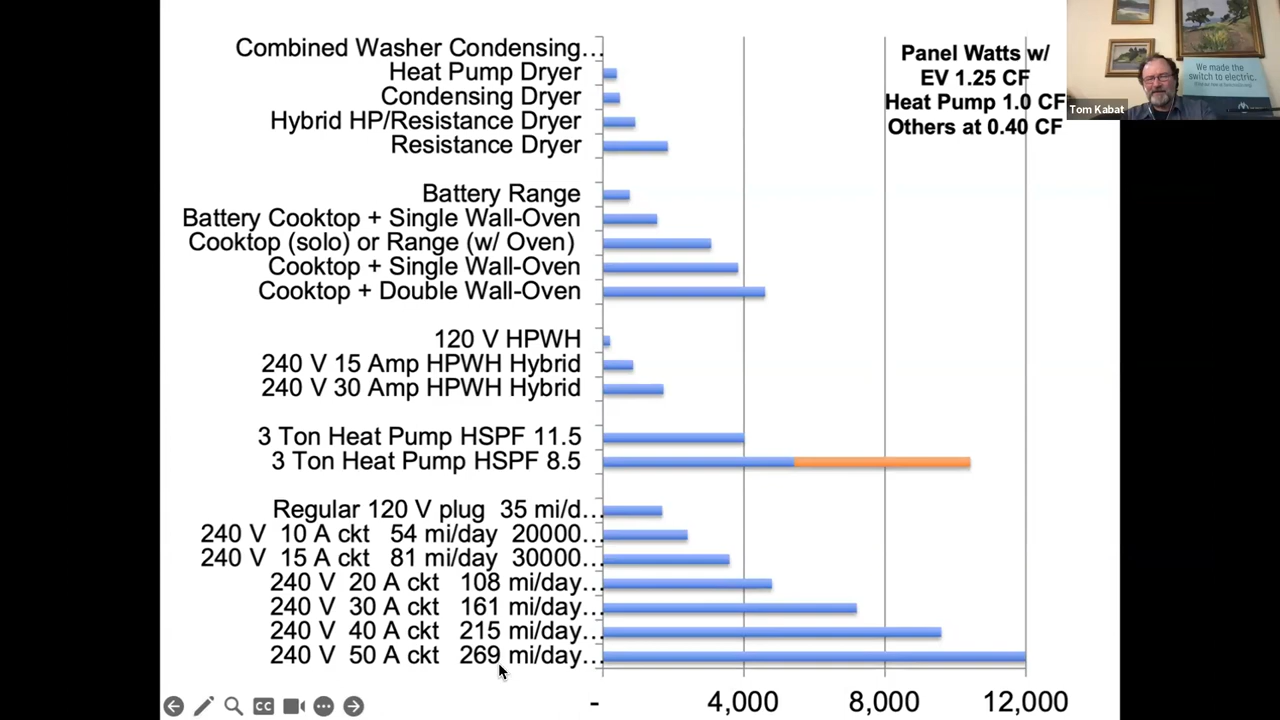 Combined Washer Condensing…
Heat Pump Dryer
Condensing Dryer
Hybrid HP/Resistance Dryer
Resistance Dryer
Battery Range
Battery Cooktop + Single Wall-Oven
Cooktop (solo) or Range (w/ Oven)
Cooktop + Single Wall-Oven
Cooktop + Double Wall-Oven
120 V HPWH
240 V 15 Amp HPWH Hybrid
240 V 30 Amp HPWH Hybrid
3 Ton Heat Pump HSPF 11.5
3 Ton Heat Pump HSPF 8.5
Regular 120 V plug 35 mi/d…
240 V 10 A ckt 54 mi/day 20000…
240 V 15 A ckt 81 mi/day 30000…
240 V 20 A ckt 108 mi/day…
240 V 30 A ckt 161 mi/day…
240 V 40 A ckt 215 mi/day…
240 V 50 A ckt 269 mi/day…
- 4,000 8,000 12,000
Panel Watts w/
EV 1.25 CF
Heat Pump 1.0 CF
Others at 0.40 CF
We made the
switch to electric.
Tom Kabat
CC